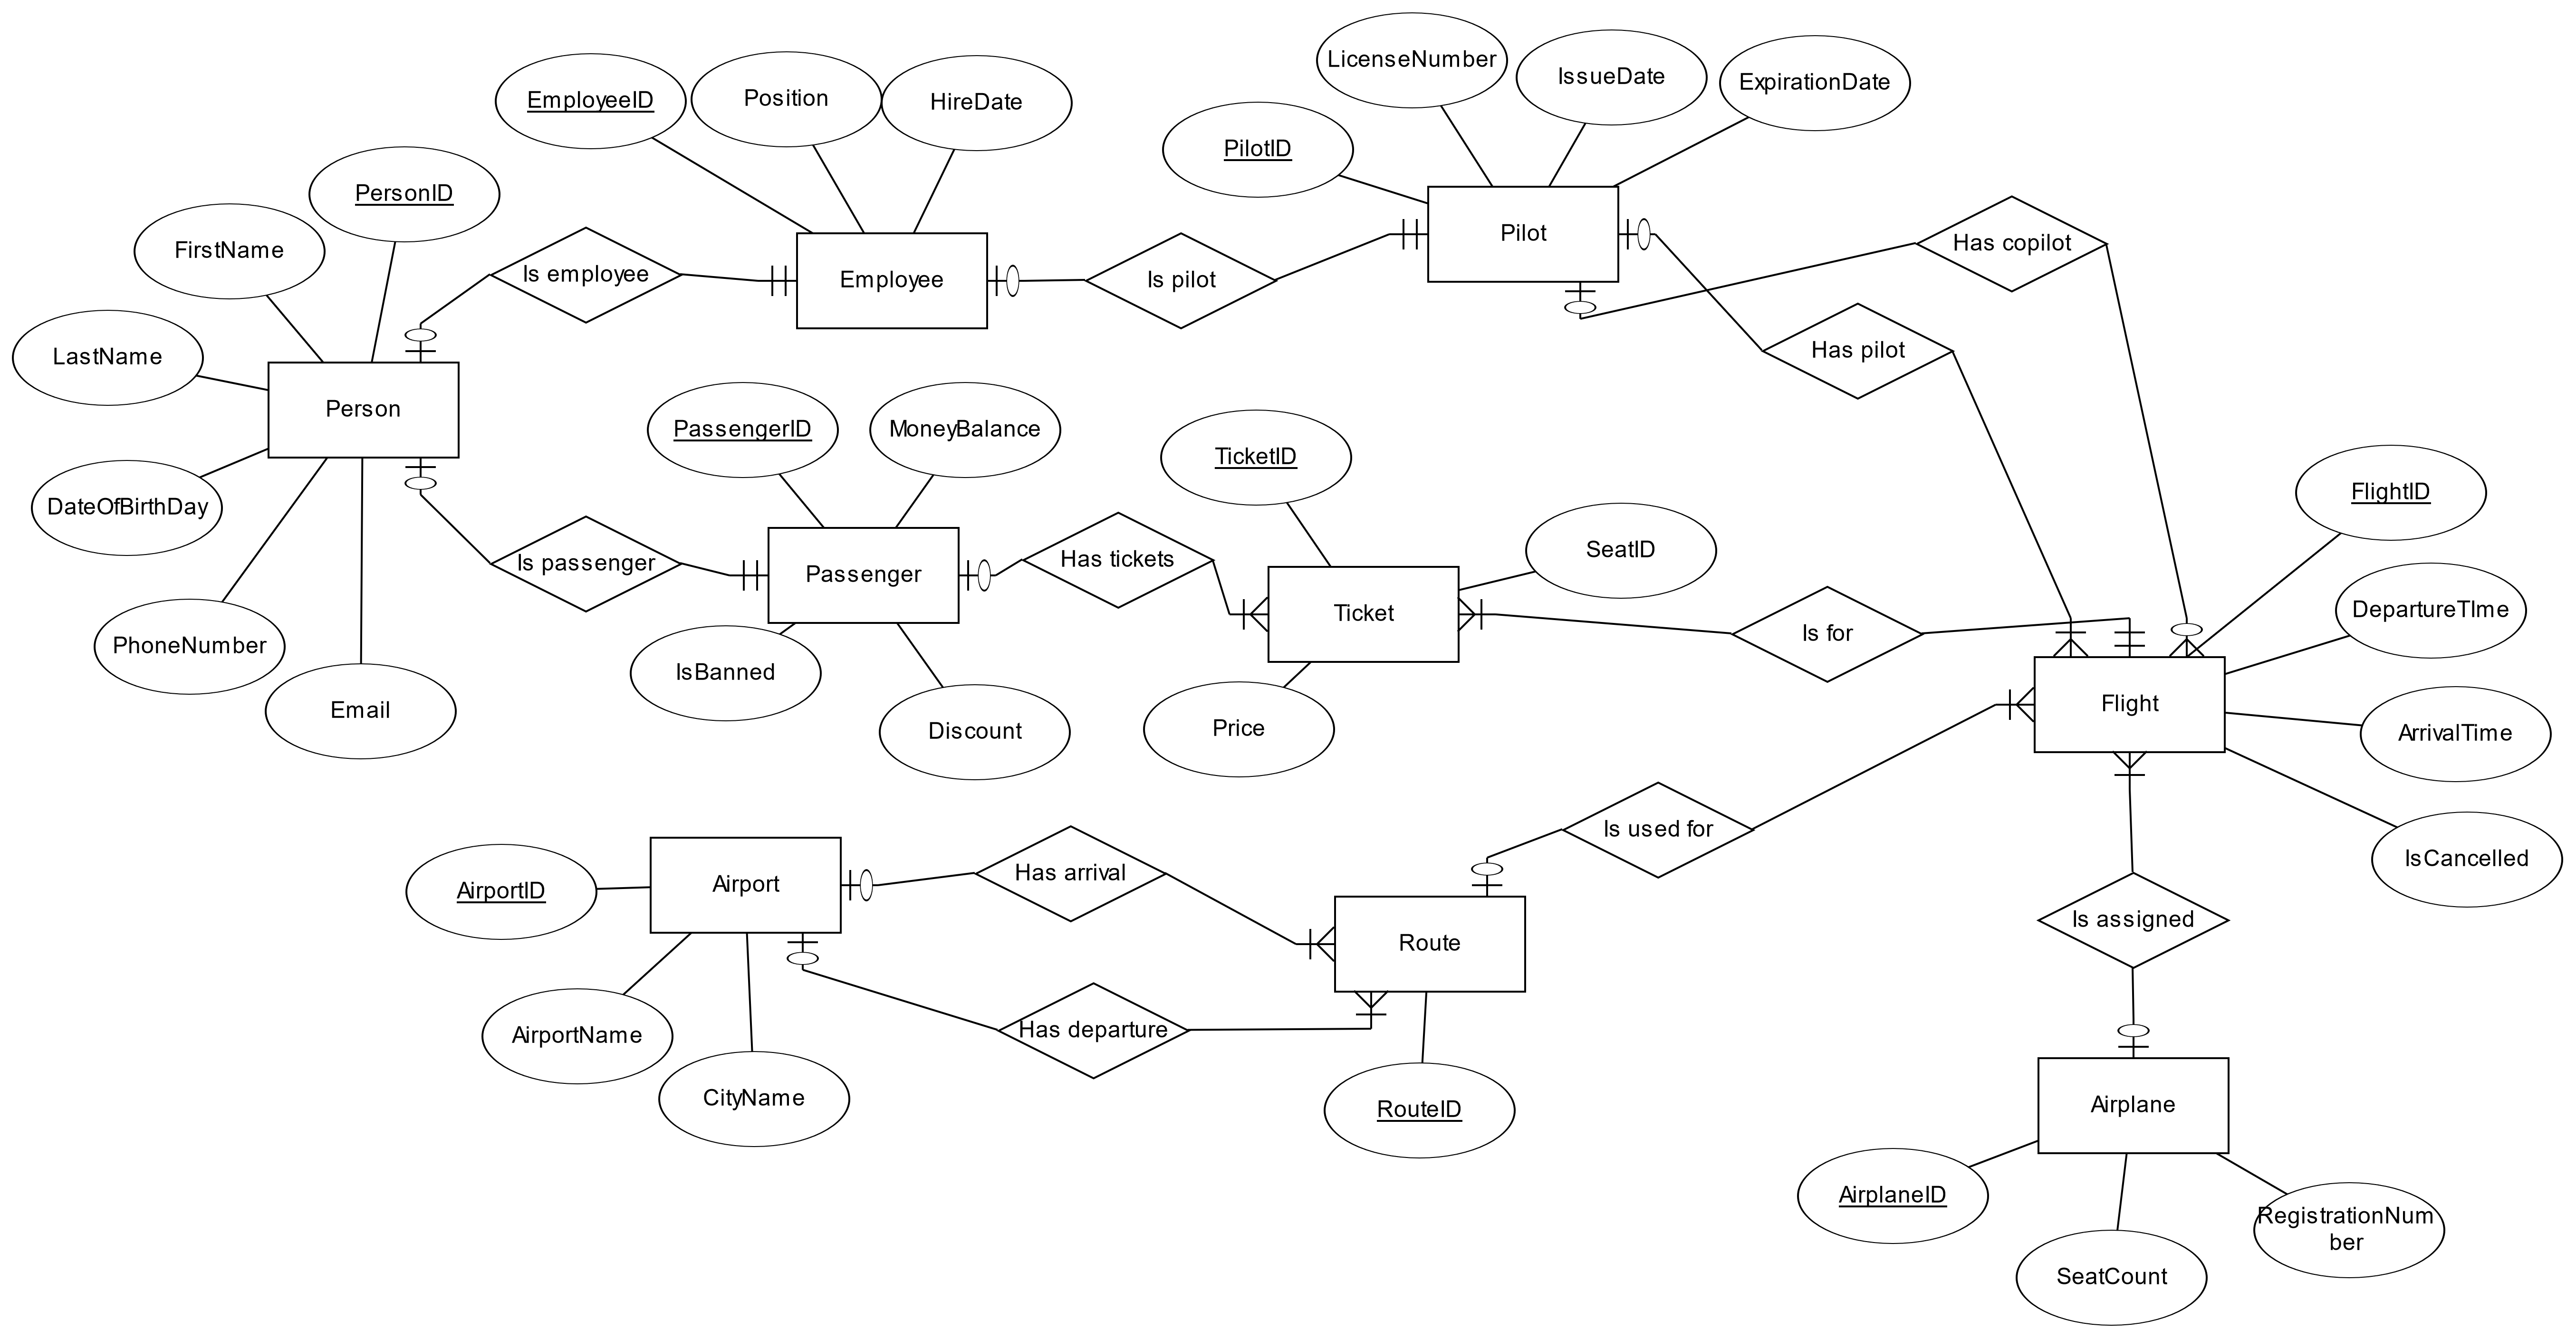 LicenseNumber
IssueDate
ExpirationDate
EmployeeID
Position
HireDate
PilotID
PersonID
FirstName
Is employee
Employee
Is pilot
Pilot
Has copilot
Has pilot
LastName
Person
DateOfBirthDay
PhoneNumber
Email
PassengerID
MoneyBalance
Is passenger
Passenger
Has tickets
IsBanned
Discount
TicketID
SeatID
Ticket
Price
Is for
FlightID
DepartureTIme
Flight
ArrivalTime
IsCancelled
Is used for
Airport
Has arrival
AirportID
Route
Is assigned
AirportName
Has departure
CityName
RouteID
Airplane
AirplaneID
RegistrationNum
ber
SeatCount